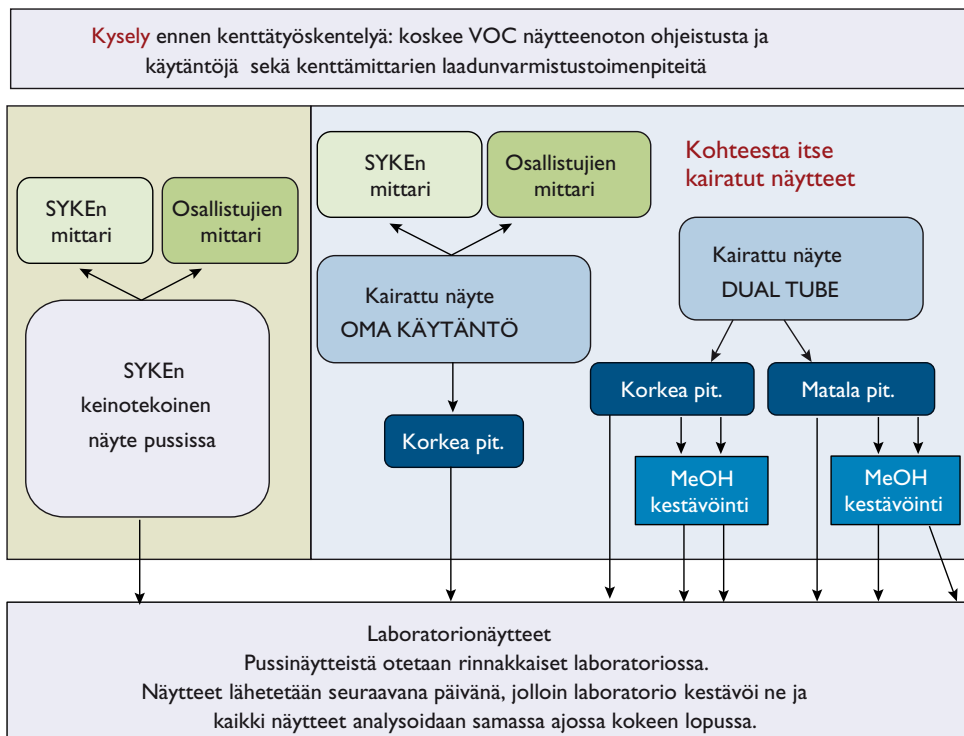 Kysely ennen kenttätyöskentelyä: koskee VOC näytteenoton ohjeistusta ja
käytäntöjä sekä kenttämittarien laadunvarmistustoimenpiteitä
SYKEn
mittari
Osallistujien
mittari
SYKEn
keinotekoinen
näyte pussissa
SYKEn
mittari
Osallistujien
mittari
Kairattu näyte
OMA KÄYTÄNTÖ
Korkea pit.
Kohteesta itse
kairatut näytteet
Kairattu näyte
DUAL TUBE
Korkea pit.
Matala pit.
MeOH
kestävöinti
MeOH
kestävöinti
Laboratorionäytteet
Pussinäytteistä otetaan rinnakkaiset laboratoriossa.
Näytteet lähetetään seuraavana päivänä, jolloin laboratorio kestävöi ne ja
kaikki näytteet analysoidaan samassa ajossa kokeen lopussa.